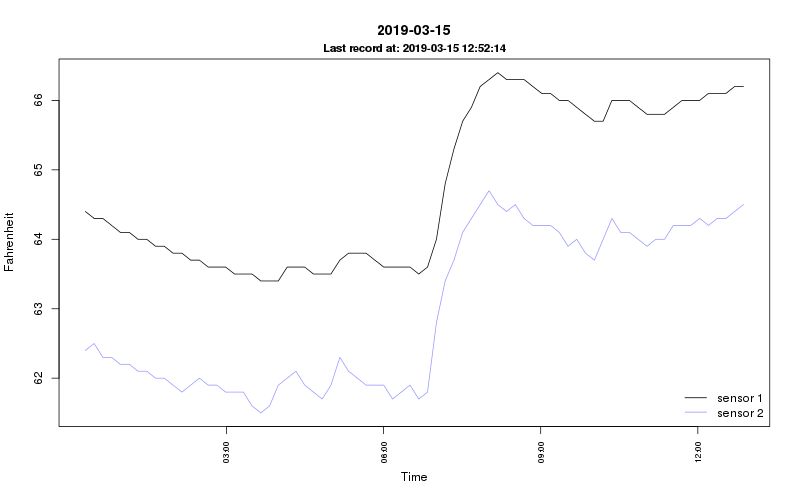 2019-03-15
Last record at: 2019-03-15 12:52:14
Fahrenheit
66
65
64
63
62
sensor 1
sensor 2
03:00
06:00
09:00
12:00
Time